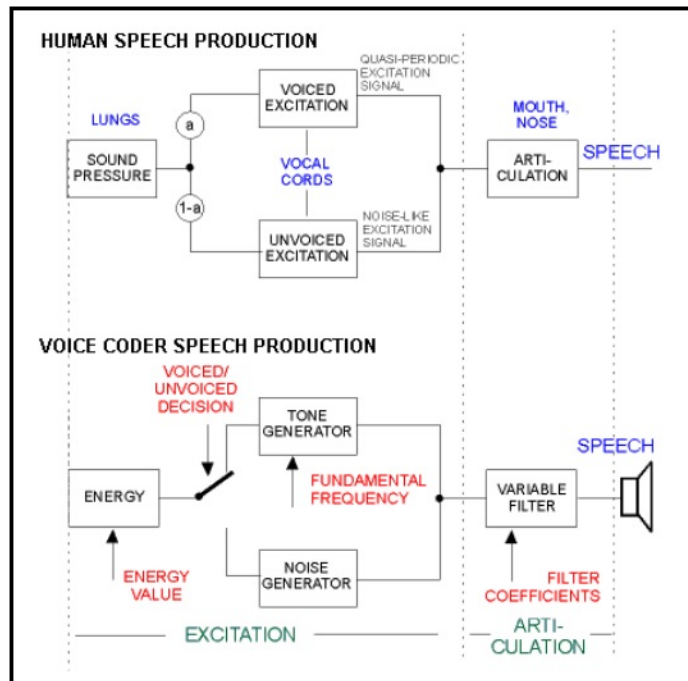 HUMAN SPEECH PRODUCTION
QUASI-PERIODIC
EXCITATION
SIGNAL
LUNGS
a
VOICED
EXCITATION
MOUTH,
NOSE
SOUND
PRESSURE
VOCAL
CORDS
ARTI-
CULATION
SPEECH
1-a
UNVOICED
EXCITATION
NOISE-LIKE
EXCITATION
SIGNAL
VOICE CODER SPEECH PRODUCTION
VOICED/
UNVOICED
DECISION
TONE
GENERATOR
SPEECH
ENERGY
FUNDAMENTAL
FREQUENCY
VARIABLE
FILTER
ENERGY
VALUE
NOISE
GENERATOR
FILTER
COEFFICIENTS
EXCITATION
ARTI-
CULATION